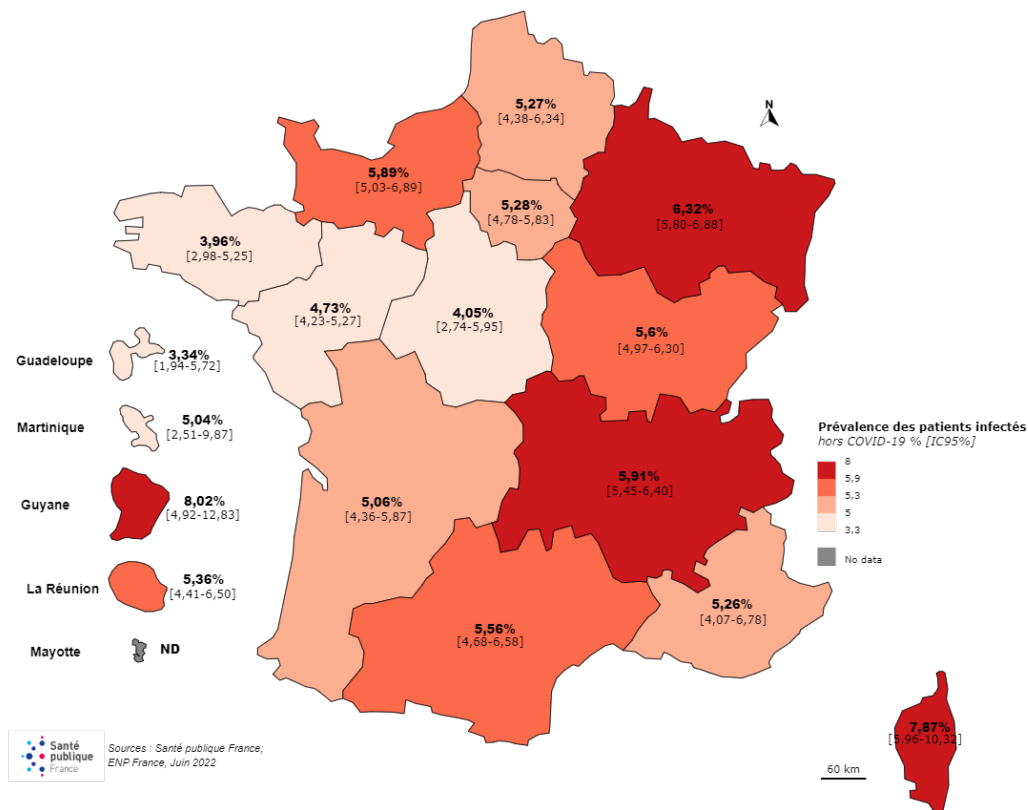 5,27%
[4,38-6,34]
N
5,89%
[5,03-6,89]
5,28%
[4,78-5,83]
6,32%
[5,80-6,88]
3,96%
[2,98-5,25]
4,73%
[4,23-5,27]
4,05%
[2,74-5,95]
5,6%
[4,97-6,30]
Guadeloupe
3,34%
[1,94-5,72]
Martinique
5,04%
[2,51-9,87]
Guyane
8,02%
[4,92-12,83]
La Réunion
5,36%
[4,41-6,50]
Mayotte
ND
5,91%
[5,45-6,40]
5,06%
[4,36-5,87]
5,56%
[4,68-6,58]
5,26%
[4,07-6,78]
Prévalence des patients infectés
hors COVID-19 % [IC95%]
8
5,9
5,3
5
3,3
No data
7,87%
[5,96-10,32]
60 km
Santé
publique
France
Sources : Santé publique France;
ENP France, Juin 2022